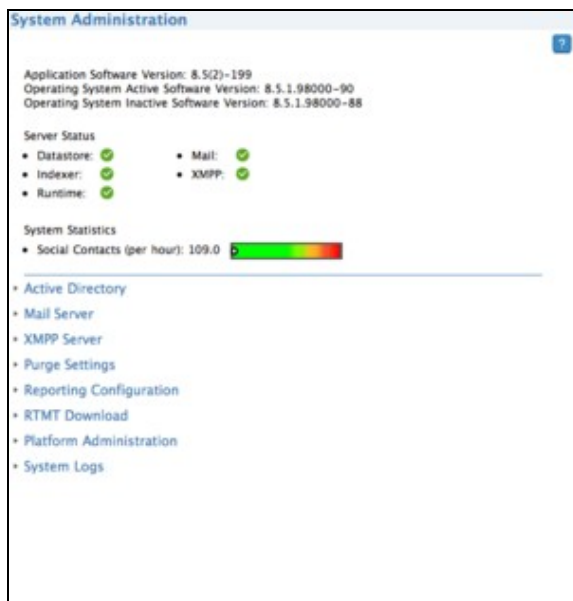 System Administration
?
Application Software Version: 8.5(2)-199
Operating System Active Software Version: 8.5.1.98000-90
Operating System Inactive Software Version: 8.5.1.98000-88
Server Status
• Datastore: • Mail:
• Indexer: • XMPP:
• Runtime:
System Statistics
• Social Contacts (per hour): 109.0
Active Directory
Mail Server
XMPP Server
Purge Settings
Reporting Configuration
RTMT Download
Platform Administration
System Logs